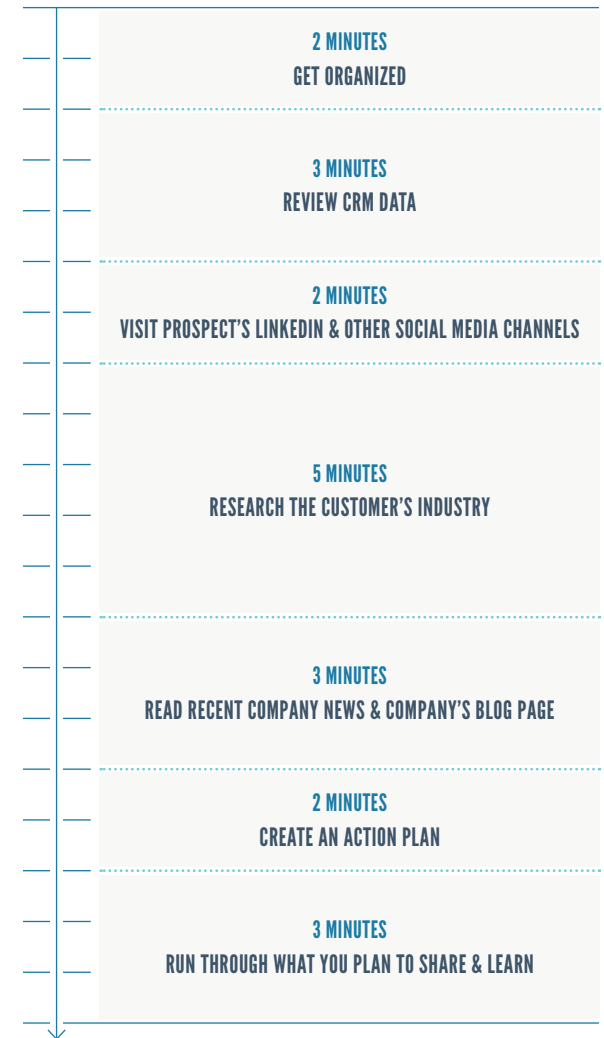 2 MINUTES
GET ORGANIZED
3 MINUTES
REVIEW CRM DATA
2 MINUTES
VISIT PROSPECT'S LINKEDIN & OTHER SOCIAL MEDIA CHANNELS
5 MINUTES
RESEARCH THE CUSTOMER'S INDUSTRY
3 MINUTES
READ RECENT COMPANY NEWS & COMPANY'S BLOG PAGE
2 MINUTES
CREATE AN ACTION PLAN
3 MINUTES
RUN THROUGH WHAT YOU PLAN TO SHARE & LEARN